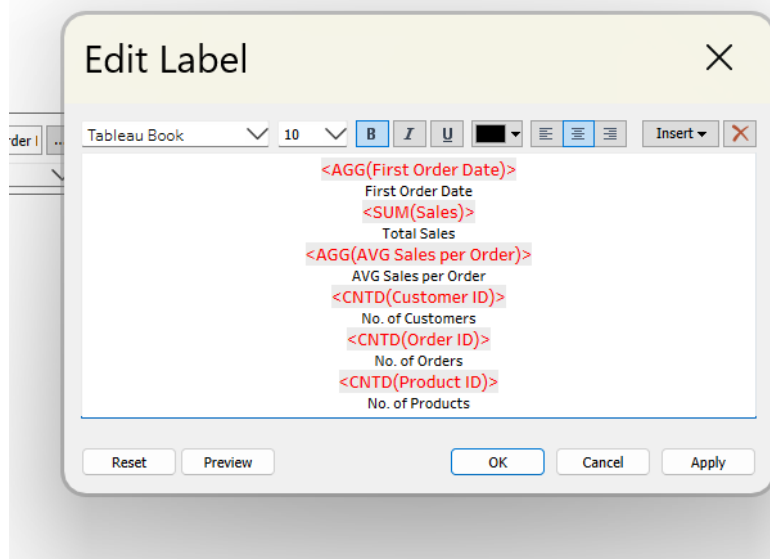 Edit Label
rder I
...
Tableau Book
10
B
I
U
Insert
<AGG(First Order Date)>
First Order Date
<SUM(Sales)>
Total Sales
<AGG(AVG Sales per Order)>
AVG Sales per Order
<CNTD(Customer ID)>
No. of Customers
<CNTD(Order ID)>
No. of Orders
<CNTD(Product ID)>
No. of Products
Reset
Preview
OK
Cancel
Apply